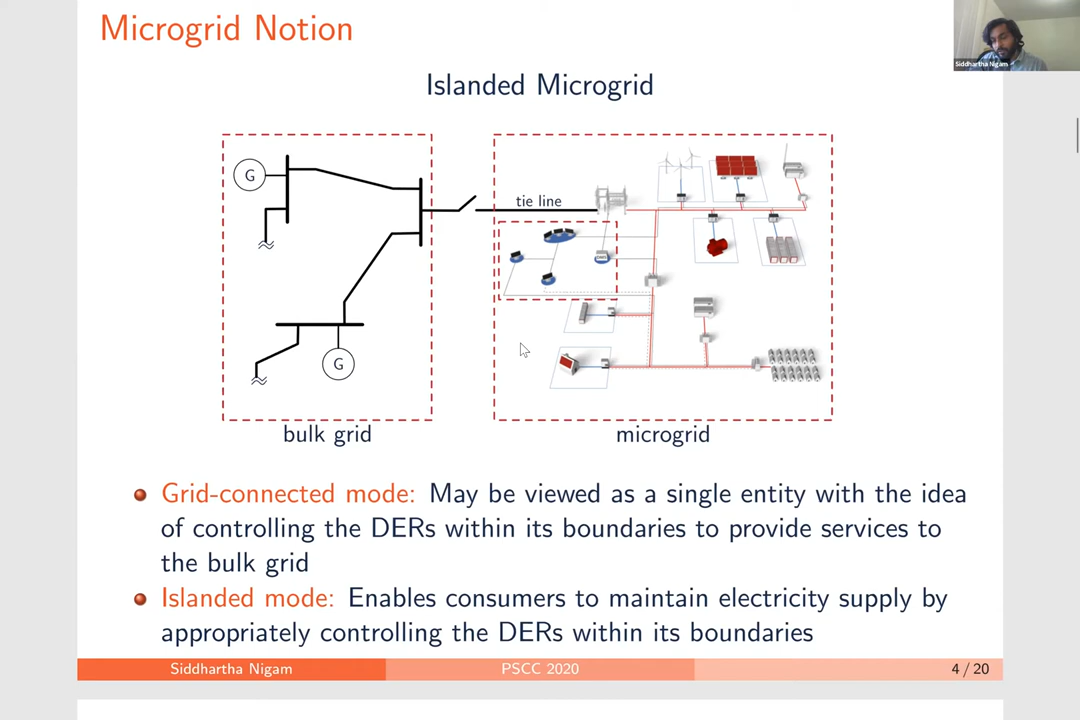 Microgrid Notion
Siddhartha Nigam
Islanded Microgrid
G
tie line
G
bulk grid
microgrid
Grid-connected mode: May be viewed as a single entity with the idea
of controlling the DERs within its boundaries to provide services to
the bulk grid
Islanded mode: Enables consumers to maintain electricity supply by
appropriately controlling the DERs within its boundaries
Siddhartha Nigam
PSCC 2020
4 / 20